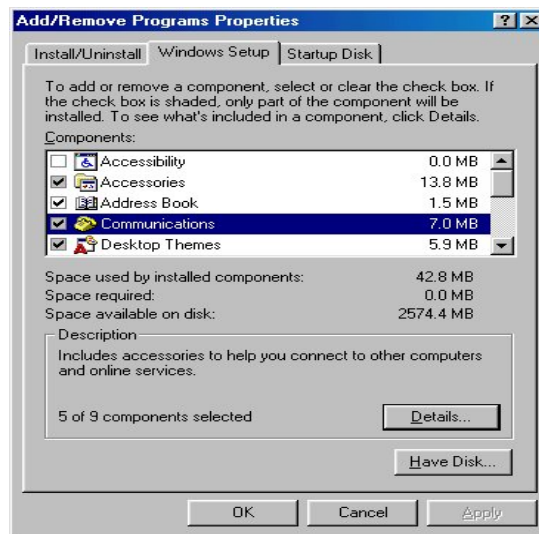 Add/Remove Programs Properties
Install/Uninstall Windows Setup Startup Disk
To add or remove a component, select or clear the check box. If
the check box is shaded, only part of the component will be
installed. To see what's included in a component, click Details.
Components:
Accessibility 0.0 MB
Accessories 13.8 MB
Address Book 1.5 MB
Communications 7.0 MB
Desktop Themes 5.9 MB
Space used by installed components: 42.8 MB
Space required: 0.0 MB
Space available on disk: 2574.4 MB
Description
Includes accessories to help you connect to other computers
and online services.
5 of 9 components selected Details...
Have Disk...
OK Cancel Apply